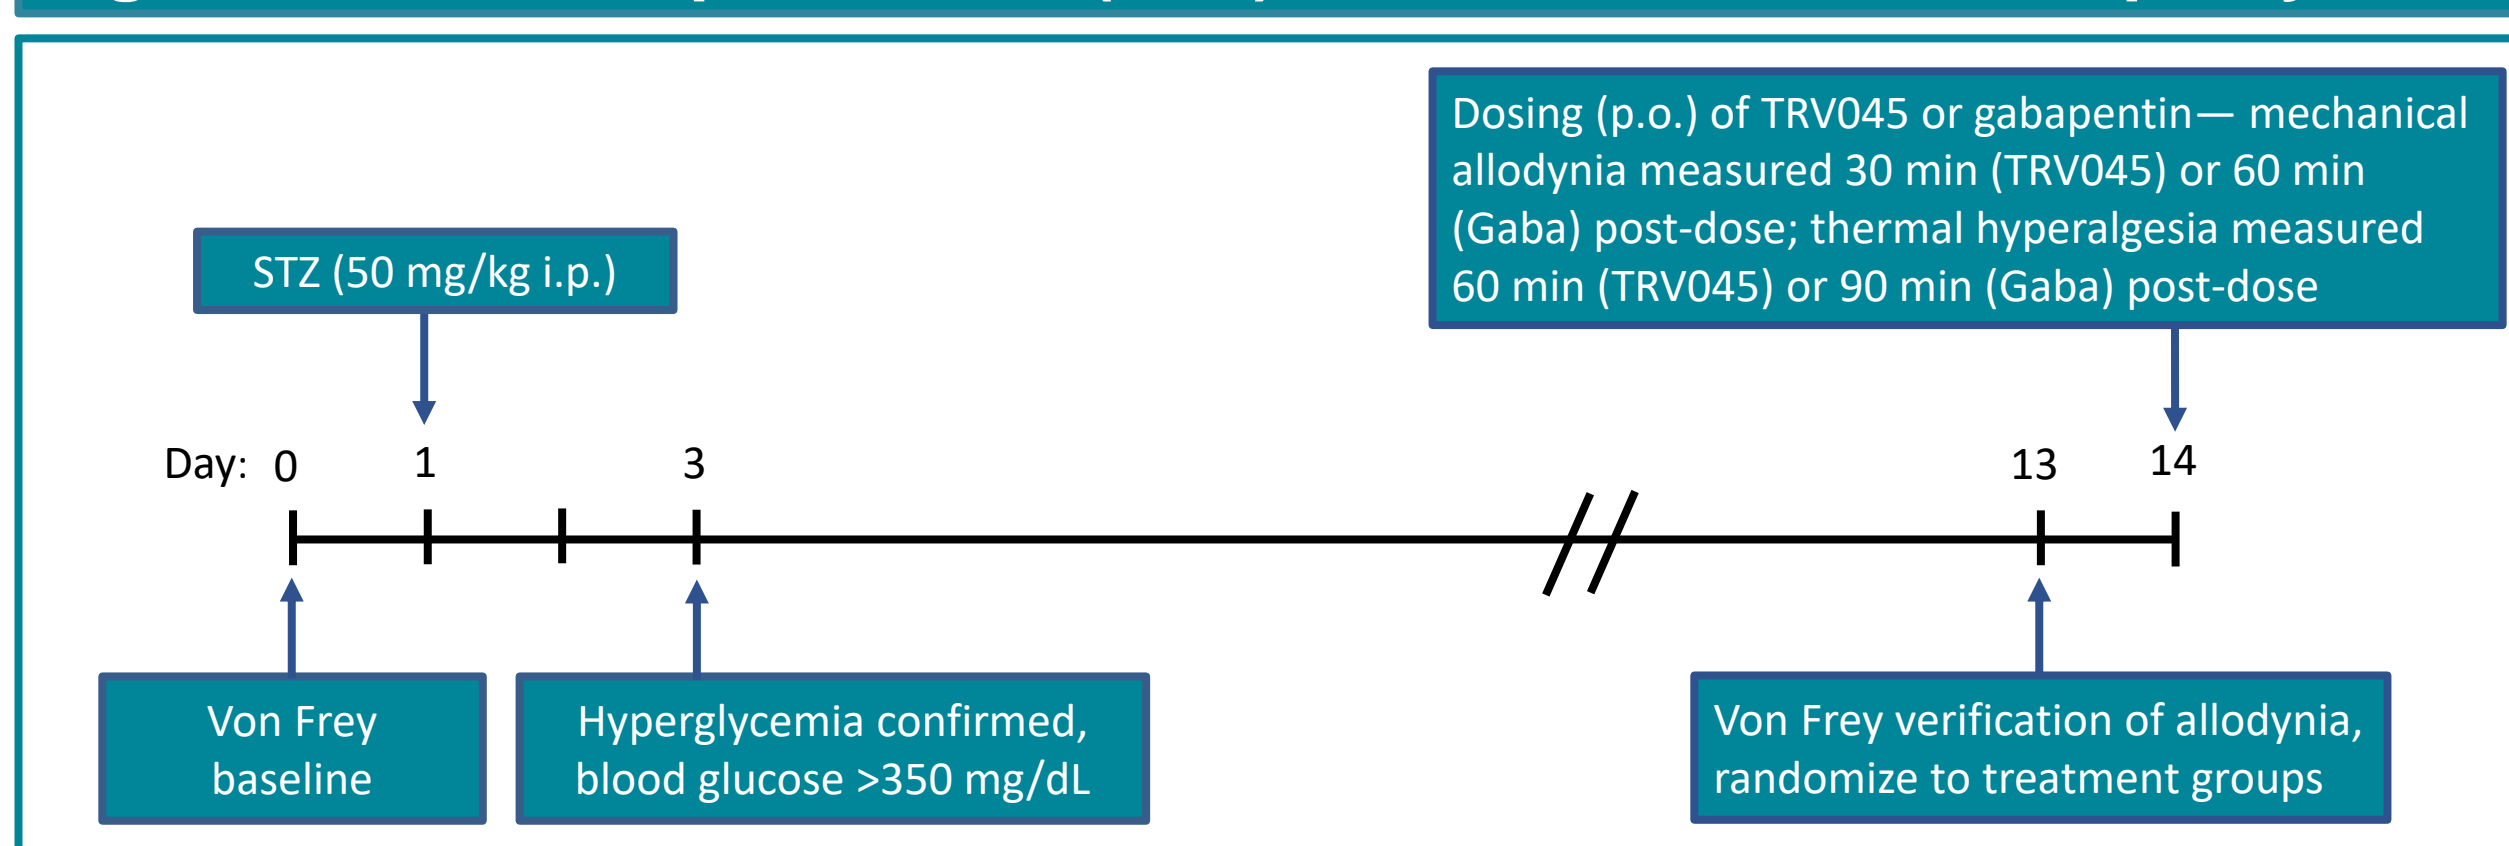 STZ (50 mg/kg i.p.)
Dosing (p.o.) of TRV045 or gabapentin— mechanical
allodynia measured 30 min (TRV045) or 60 min
(Gaba) post-dose; thermal hyperalgesia measured
60 min (TRV045) or 90 min (Gaba) post-dose
Day: 0 1 3 13 14
Von Frey
baseline
Hyperglycemia confirmed,
blood glucose >350 mg/dL
Von Frey verification of allodynia,
randomize to treatment groups